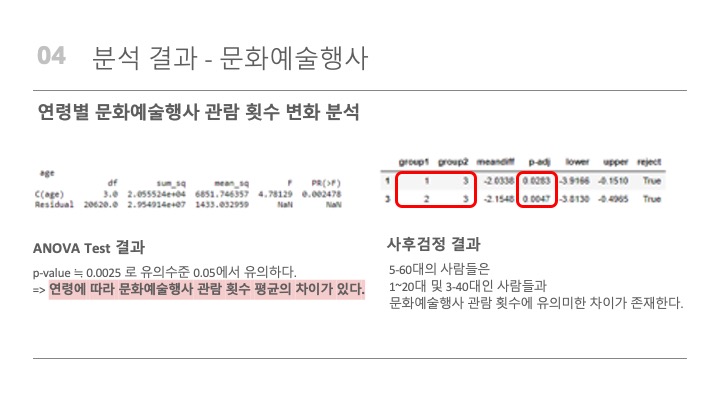 04 분석 결과 - 문화예술행사
연령별 문화예술행사 관람 횟수 변화 분석
age
df sum_sq mean_sq F PR(>F)
C(age) 3.0 2.055524e+04 6851.746357 4.78129 0.002478
Residual 20620.0 2.954914e+07 1433.032959 NaN NaN
group1 group2 meandiff p-adj lower upper reject
1 1 3 -2.0338 0.0283 -3.9166 -0.1510 True
3 2 3 -2.1548 0.0047 -3.8130 -0.4965 True
ANOVA Test 결과
p-value ≒ 0.0025 로 유의수준 0.05에서 유의하다.
=> 연령에 따라 문화예술행사 관람 횟수 평균의 차이가 있다.
사후검정 결과
5-60대의 사람들은
1~20대 및 3-40대인 사람들과
문화예술행사 관람 횟수에 유의미한 차이가 존재한다.